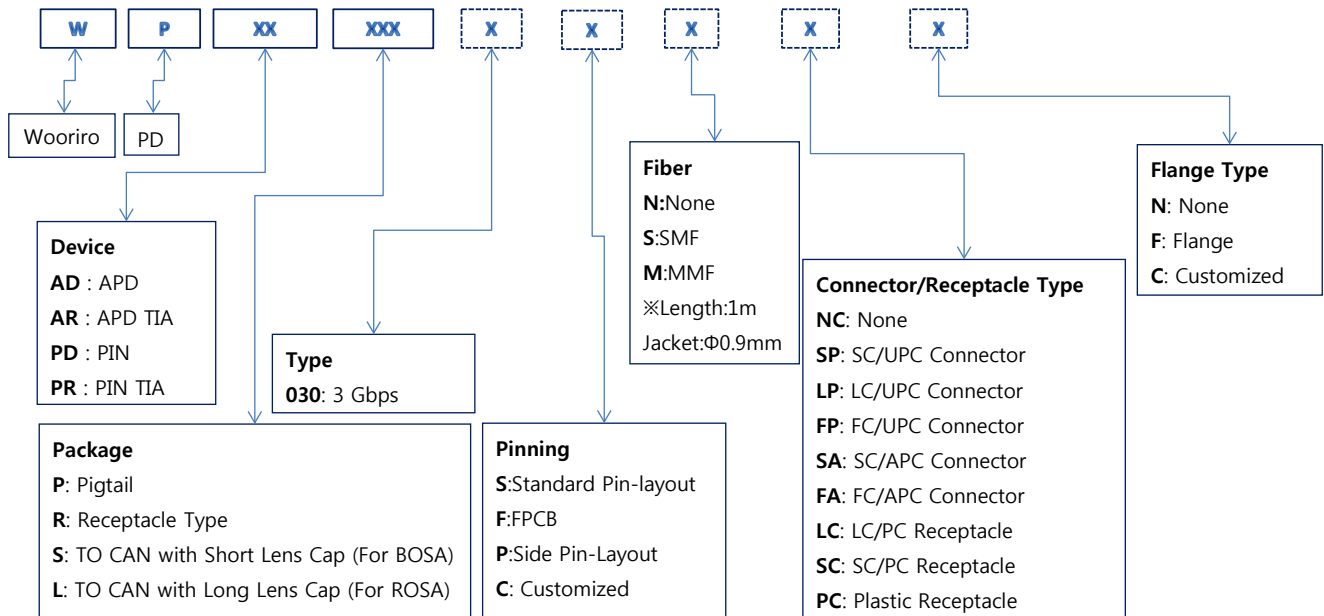 W P XX XXX X X X X X
Wooriro
PD
Device
AD : APD
AR : APD TIA
PD : PIN
PR : PIN TIA
Package
P: Pigtail
R: Receptacle Type
S: TO CAN with Short Lens Cap (For BOSA)
L: TO CAN with Long Lens Cap (For ROSA)
Type
030: 3 Gbps
Pinning
S:Standard Pin-layout
F:FPCB
P:Side Pin-Layout
C: Customized
Fiber
N:None
S:SMF
M:MMF
※Length:1m
Jacket:Φ0.9mm
Connector/Receptacle Type
NC: None
SP: SC/UPC Connector
LP: LC/UPC Connector
FP: FC/UPC Connector
SA: SC/APC Connector
FA: FC/APC Connector
LC: LC/PC Receptacle
SC: SC/PC Receptacle
PC: Plastic Receptacle
Flange Type
N: None
F: Flange
C: Customized